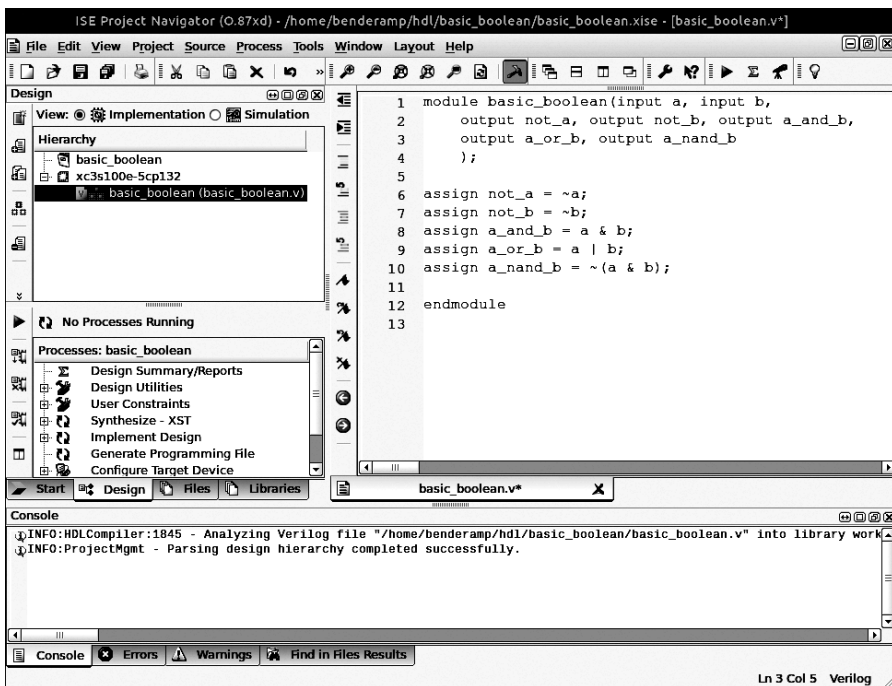 ISE Project Navigator (O.87xd) - /home/benderamp/hdl/basic_boolean/basic_boolean.xise - [basic_boolean.v*]
File Edit View Project Source Process Tools Window Layout Help
Design
View: Implementation Simulation
Hierarchy
basic_boolean
xc3s100e-5cp132
basic_boolean (basic_boolean.v)
No Processes Running
Processes: basic_boolean
Design Summary/Reports
Design Utilities
User Constraints
Synthesize - XST
Implement Design
Generate Programming File
Configure Target Device
Start Design Files Libraries
1 module basic_boolean(input a, input b,
2 output not_a, output not_b, output a_and_b,
3 output a_or_b, output a_nand_b
4 );
5
6 assign not_a = ~a;
7 assign not_b = ~b;
8 assign a_and_b = a & b;
9 assign a_or_b = a | b;
10 assign a_nand_b = ~(a & b);
11
12 endmodule
13
basic_boolean.v*
Console
INFO:HDLCompiler:1845 - Analyzing Verilog file "/home/benderamp/hdl/basic_boolean/basic_boolean.v" into library work
INFO:ProjectMgmt - Parsing design hierarchy completed successfully.
Console Errors Warnings Find in Files Results
Ln 3 Col 5 Verilog